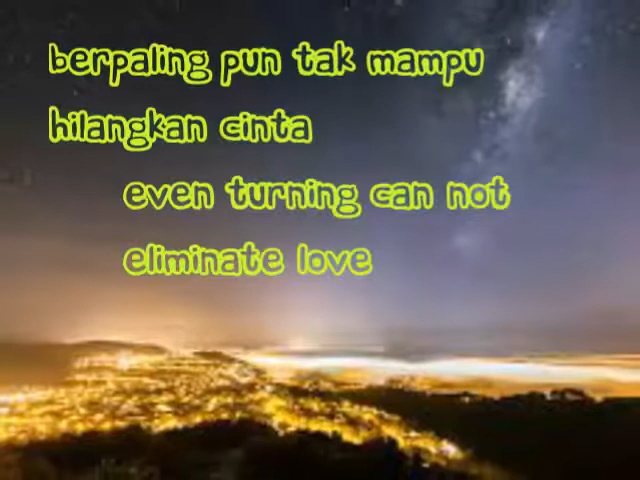 berpaling pun tak mampu
hilangkan cinta
even turning can not
eliminate love